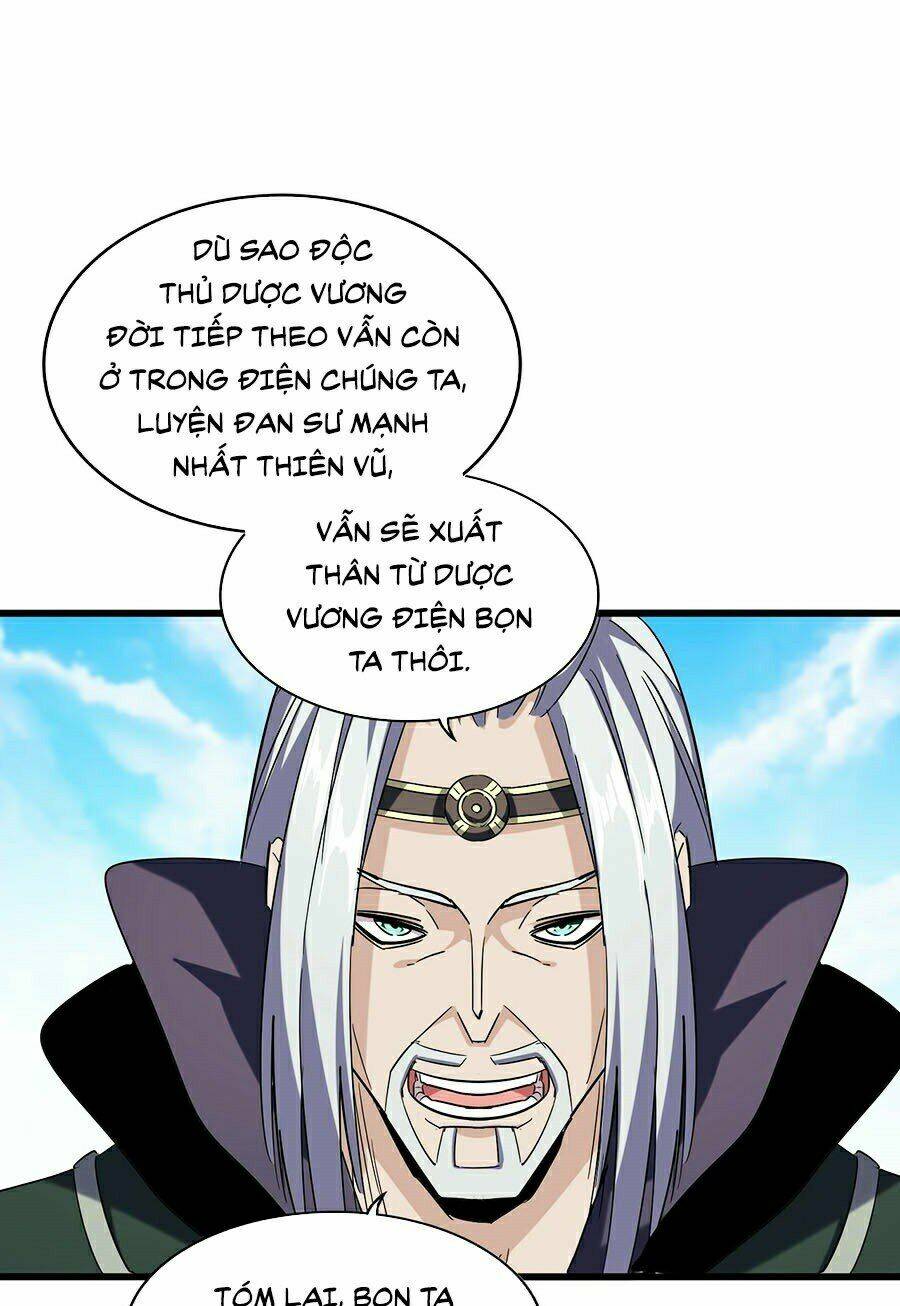 DÙ SAO ĐỘC
THỦ DƯỢC VƯƠNG
ĐỜI TIẾP THEO VẪN CÒN
Ở TRONG ĐIỆN CHÚNG TA,
LUYỆN ĐAN SƯ MẠNH
NHẤT THIÊN VŨ,
VẪN SẼ XUẤT
THÂN TỪ DƯỢC
VƯƠNG ĐIỆN BỌN
TA THÔI.
TÓM LẠI, BỌN TA